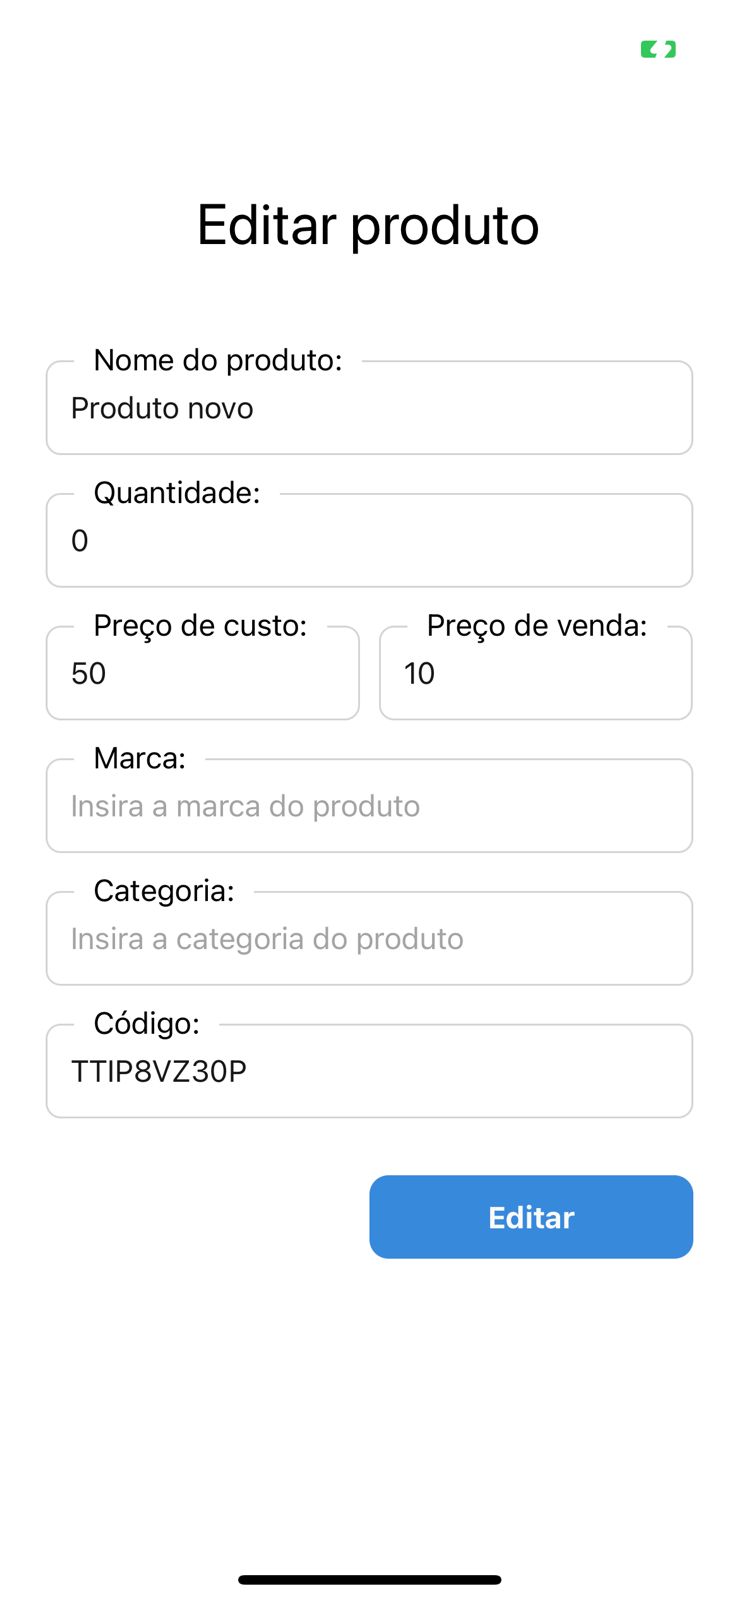 Editar produto
Nome do produto:
Produto novo
Quantidade:
0
Preço de custo:
50
Preço de venda:
10
Marca:
Insira a marca do produto
Categoria:
Insira a categoria do produto
Código:
TTIP8VZ30P
Editar